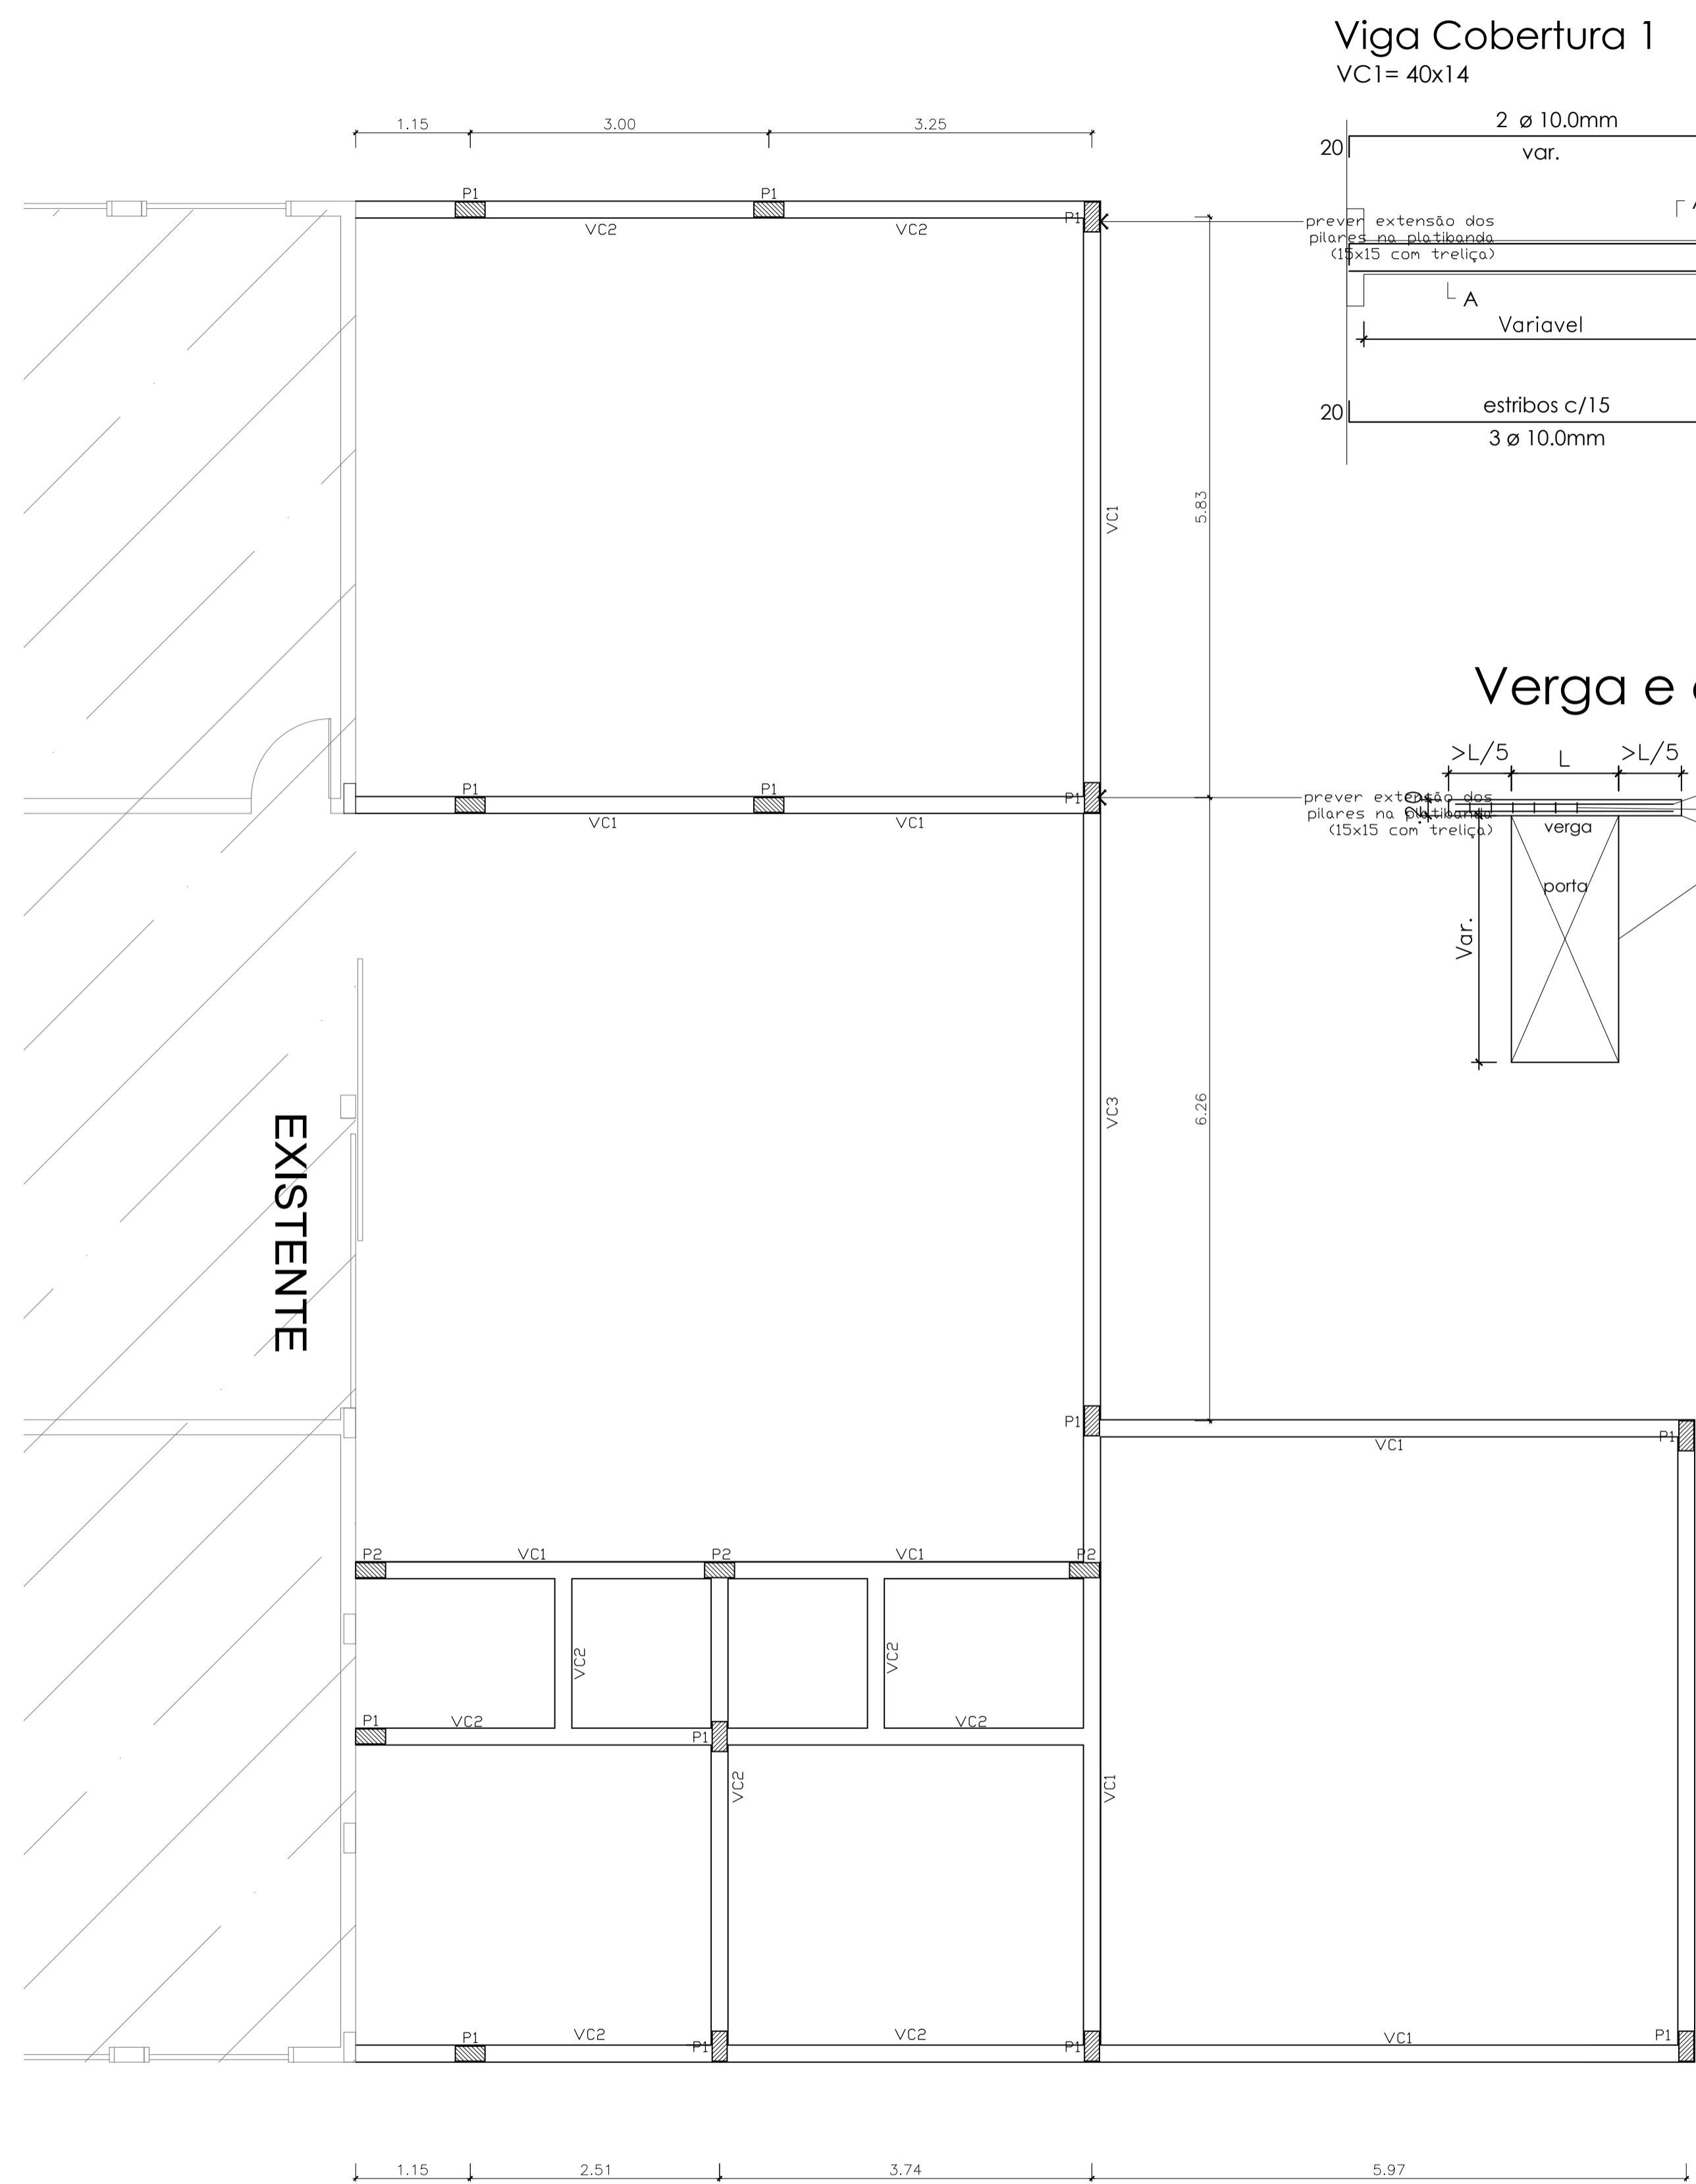 Viga Cobertura 1
VC1= 40x14
1.15
3.00
3.25
2 ø 10.0mm
20
var.
P1
P1
P1
VC2
VC2
prever extensão dos
pilares na platibanda
(15x15 com treliça)
A
Variavel
20
estribos c/15
3 ø 10.0mm
VC1
5.83
Verga e
>L/5
L
>L/5
P1
P1
P1
VC1
VC1
prever extensão dos
pilares na platibanda
(15x15 com treliça)
.20
verga
porta
Var.
EXISTENTE
VC3
6.26
P1
VC1
P1
P2
VC1
P2
VC1
P2
VC2
VC2
P1
VC2
P1
VC2
VC2
VC1
P1
VC2
P1
VC2
P1
VC1
P1
1.15
2.51
3.74
5.97